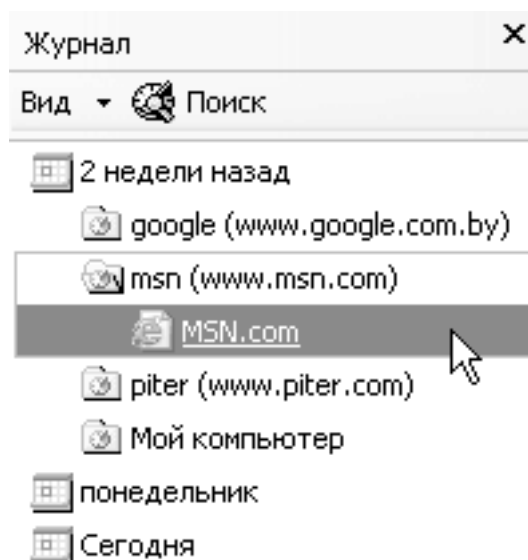 Журнал
Вид Поиск
2 недели назад
google (www.google.com.by)
msn (www.msn.com)
MSN.com
piter (www.piter.com)
Мой компьютер
понедельник
Сегодня